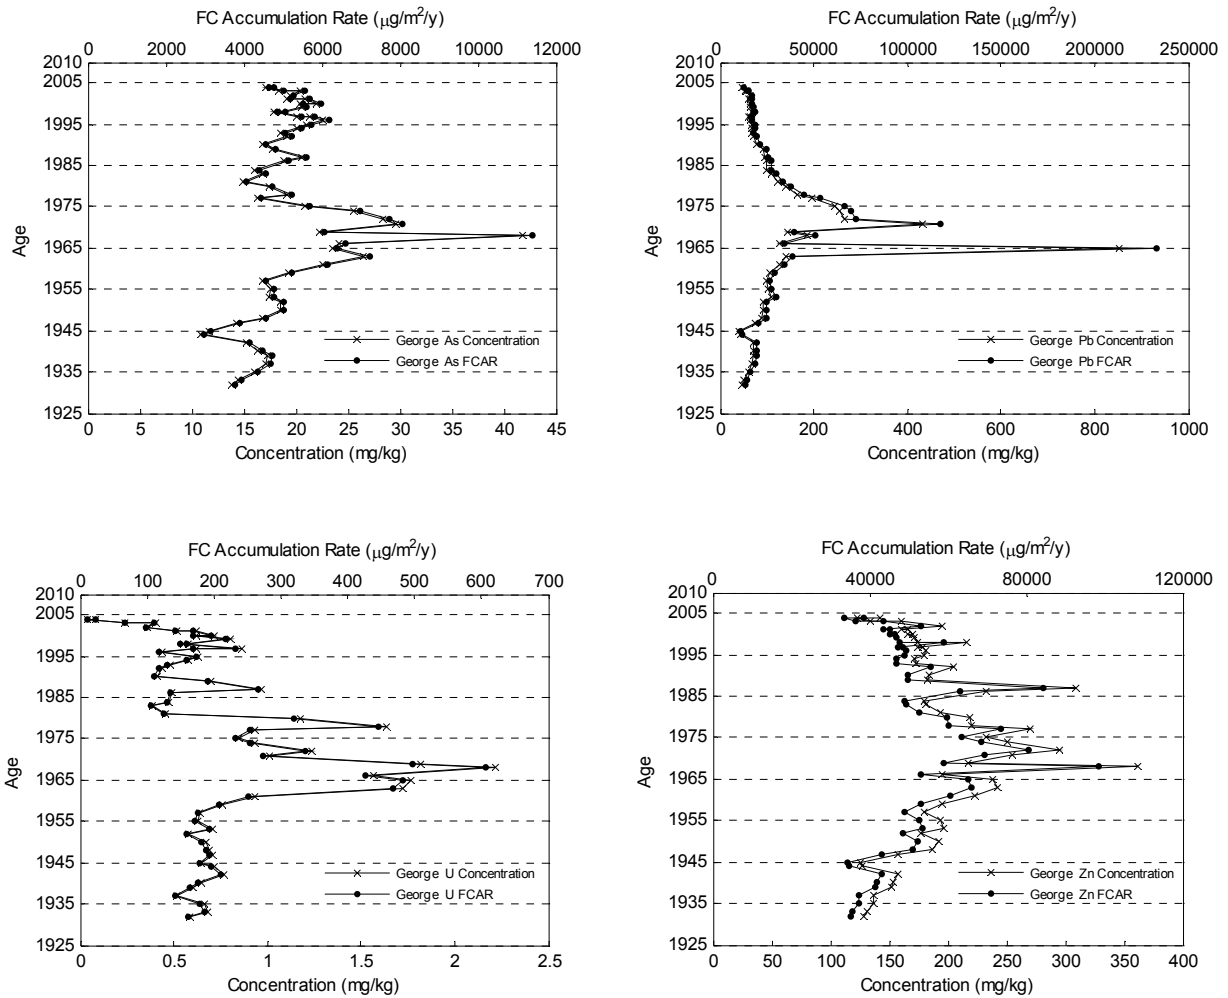 FC Accumulation Rate (μg/m²/y)
0 2000 4000 6000 8000 10000 12000
2010
2005
1995
1985
1975
1965
1955
1945
1935
1925
Age
George As Concentration
George As FCAR
0 5 10 15 20 25 30 35 40 45
Concentration (mg/kg)
FC Accumulation Rate (μg/m²/y)
0 50000 100000 150000 200000 250000
2010
2005
1995
1985
1975
1965
1955
1945
1935
1925
Age
George Pb Concentration
George Pb FCAR
0 200 400 600 800 1000
Concentration (mg/kg)
FC Accumulation Rate (μg/m²/y)
0 100 200 300 400 500 600 700
2010
2005
1995
1985
1975
1965
1955
1945
1935
1925
Age
George U Concentration
George U FCAR
0 0.5 1 1.5 2 2.5
Concentration (mg/kg)
FC Accumulation Rate (μg/m²/y)
0 40000 80000 120000
2010
2005
1995
1985
1975
1965
1955
1945
1935
1925
Age
George Zn Concentration
George Zn FCAR
0 50 100 150 200 250 300 350 400
Concentration (mg/kg)